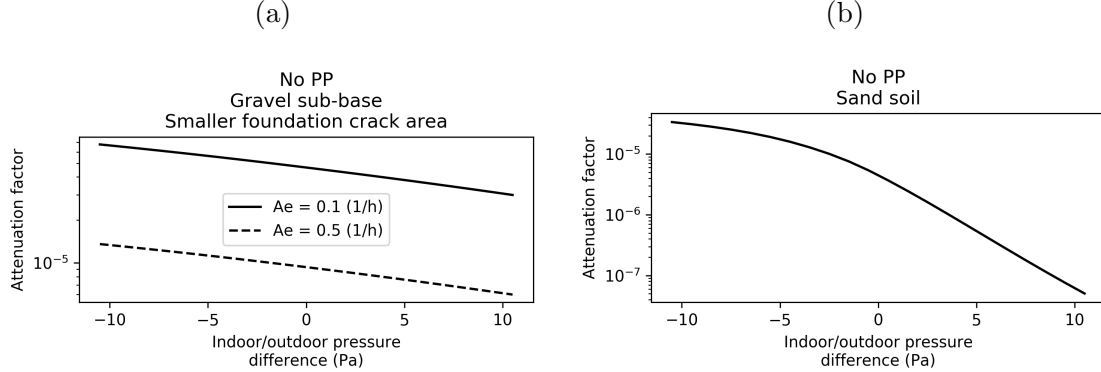 (a)
No PP
Gravel sub-base
Smaller foundation crack area
Attenuation factor
10⁻⁵
Ae = 0.1 (1/h)
Ae = 0.5 (1/h)
−10 −5 0 5 10
Indoor/outdoor pressure
difference (Pa)
(b)
No PP
Sand soil
Attenuation factor
10⁻⁵
10⁻⁶
10⁻⁷
−10 −5 0 5 10
Indoor/outdoor pressure
difference (Pa)